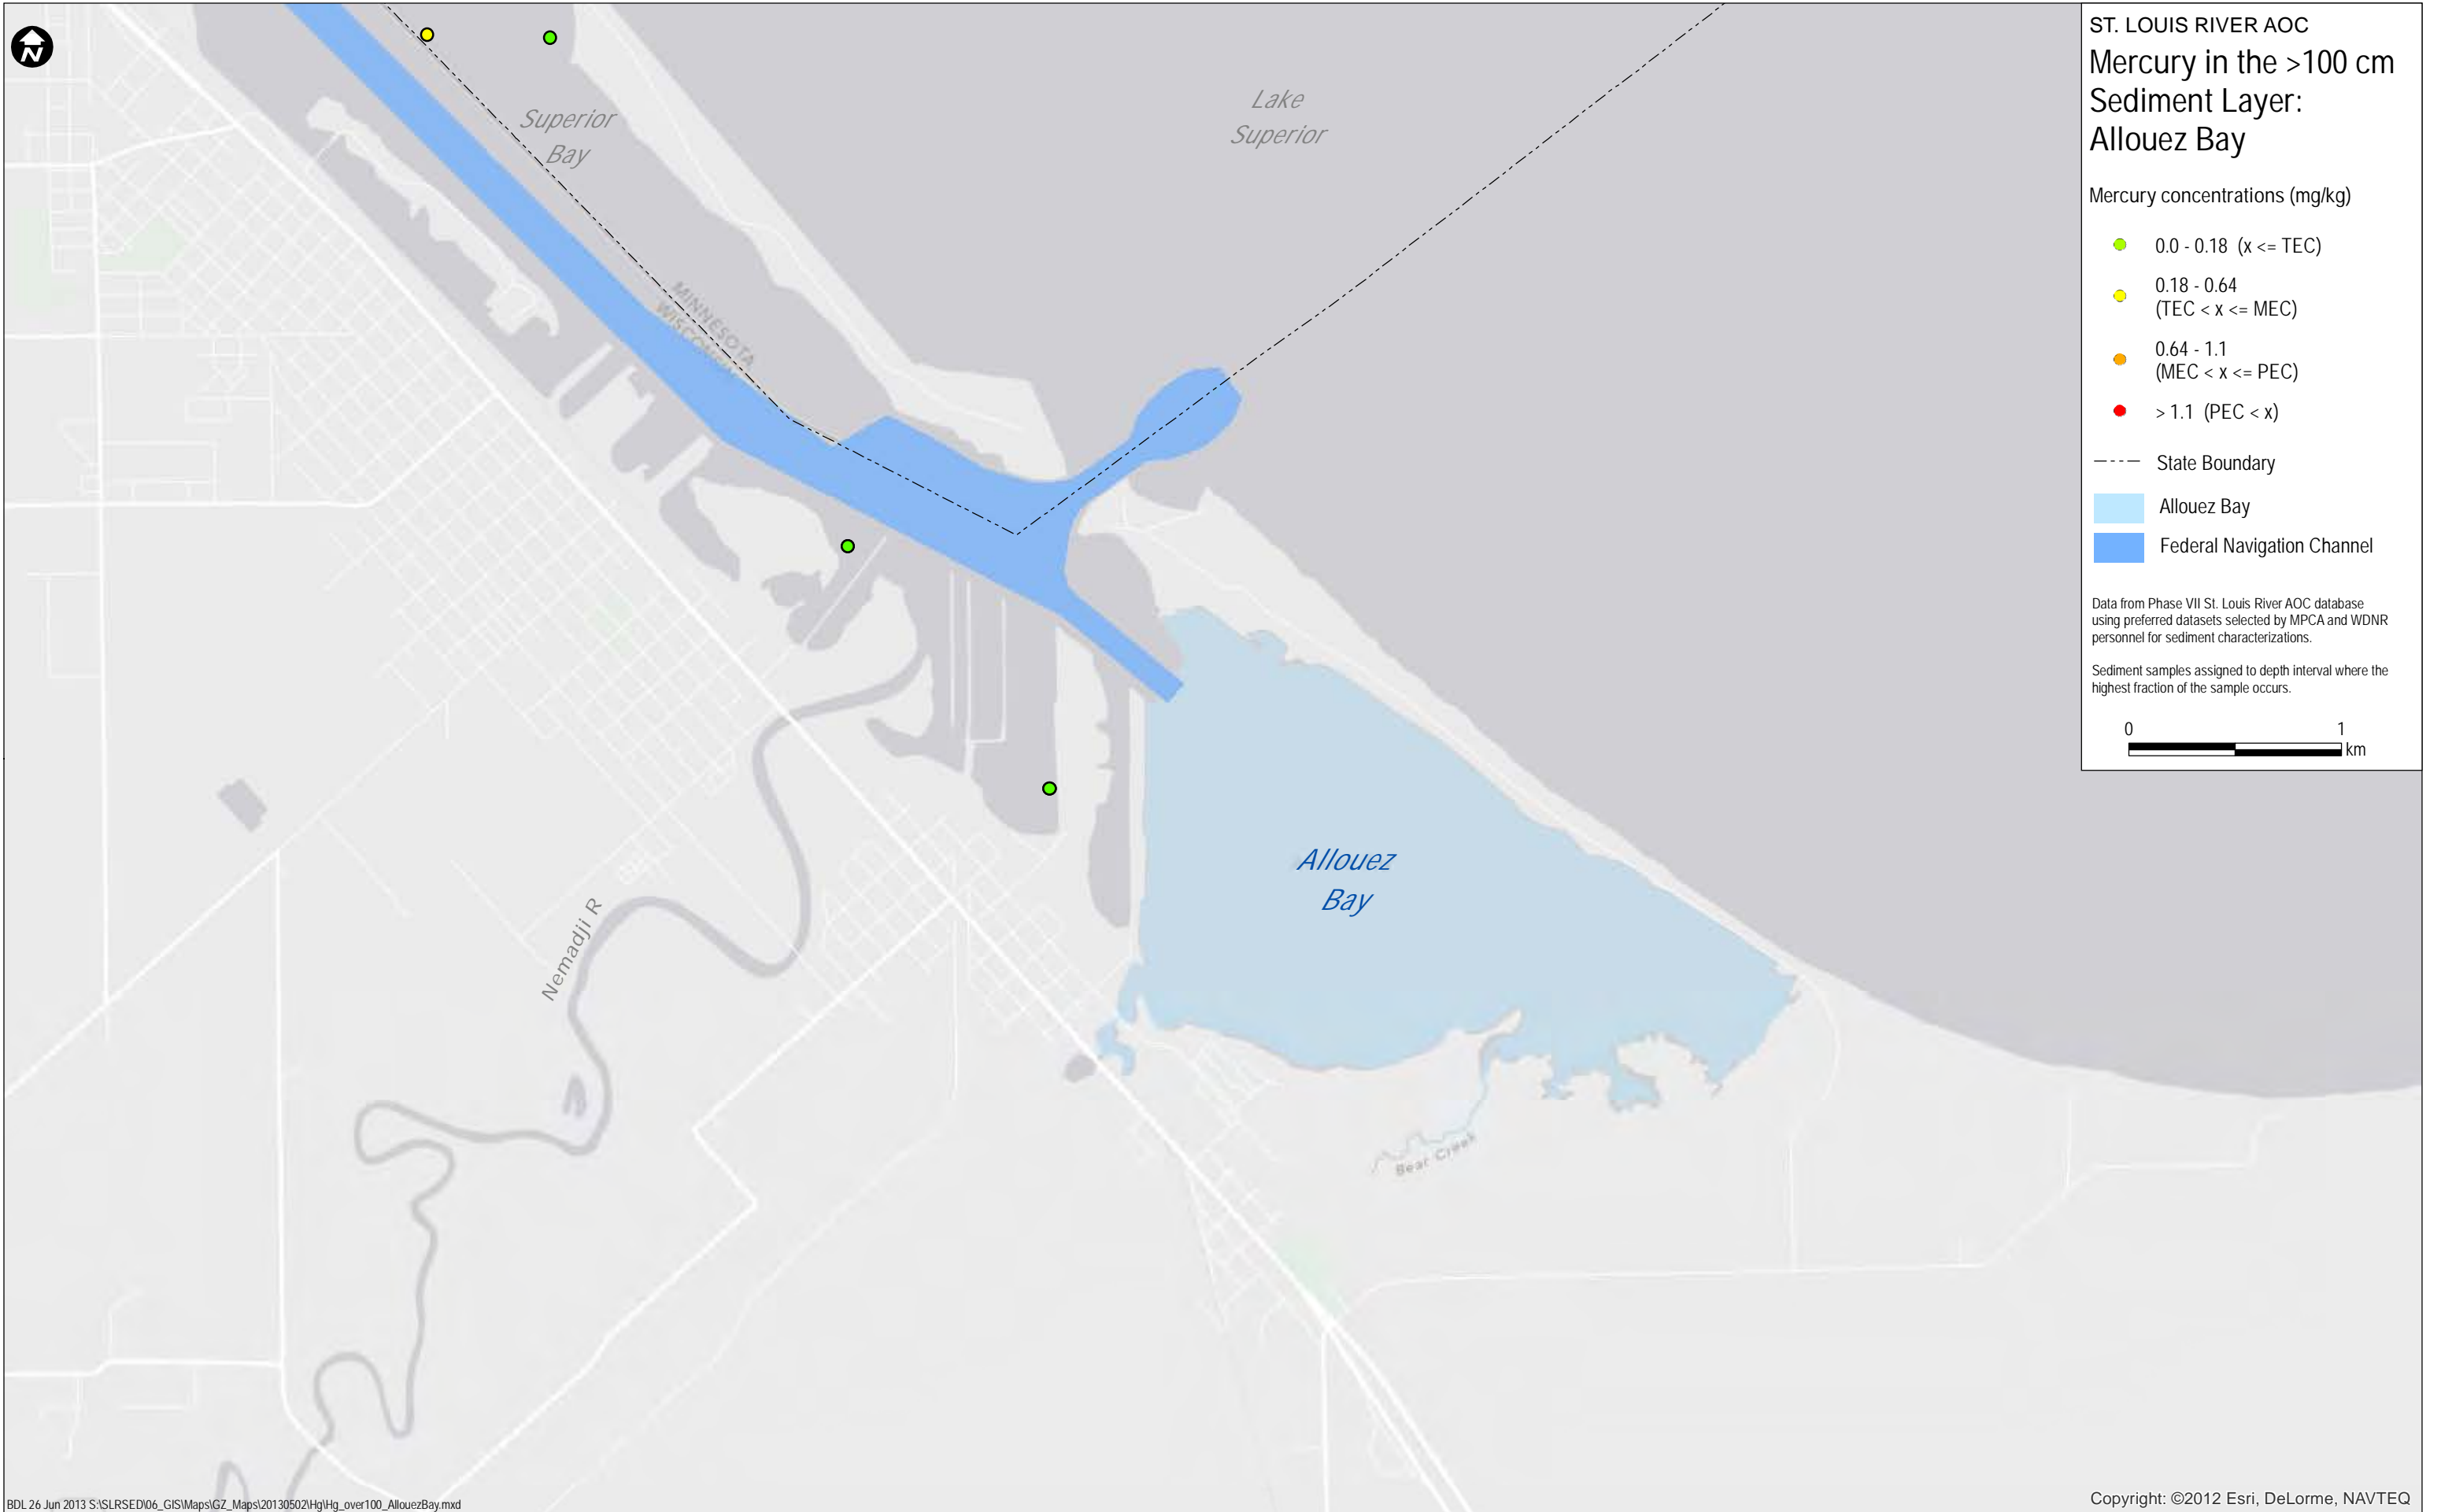 N
ST. LOUIS RIVER AOC
Mercury in the >100 cm
Sediment Layer:
Allouez Bay
Mercury concentrations (mg/kg)
0.0 - 0.18 (x <= TEC)
0.18 - 0.64
(TEC < x <= MEC)
0.64 - 1.1
(MEC < x <= PEC)
> 1.1 (PEC < x)
State Boundary
Allouez Bay
Federal Navigation Channel
Data from Phase VII St. Louis River AOC database
using preferred datasets selected by MPCA and WDNR
personnel for sediment characterizations.
Sediment samples assigned to depth interval where the
highest fraction of the sample occurs.
0 1
km
Lake
Superior
Superior
Bay
MINNESOTA
WISCONSIN
Allouez
Bay
Nemadji R
Bear Creek
BDL 26 Jun 2013 S:\SLRSED\06_GIS\Maps\GZ_Maps\20130502\Hg\Hg_over100_AllouezBay.mxd
Copyright: ©2012 Esri, DeLorme, NAVTEQ